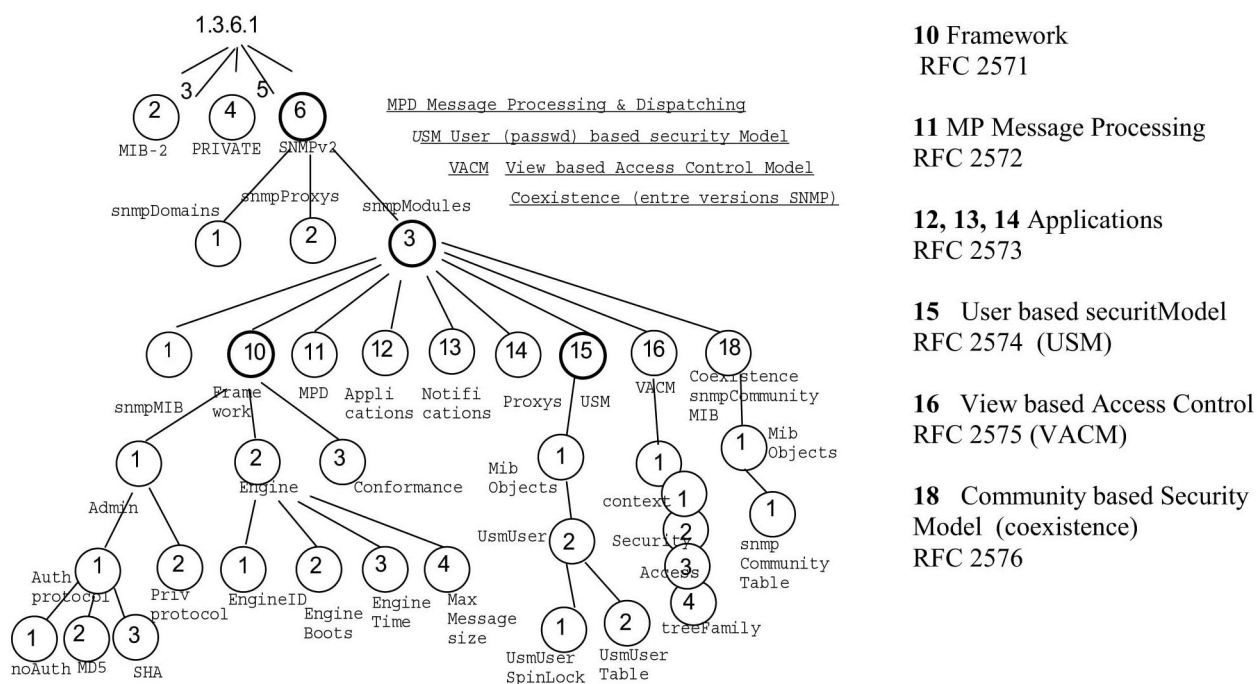 1.3.6.1
3
5
2
4
6
MIB-2
PRIVATE
SNMPv2
MPD Message Processing & Dispatching
USM User (passwd) based security Model
VACM View based Access Control Model
Coexistence (entre versions SNMP)
snmpDomains
snmpProxys
snmpModules
1
2
3
1
10
11
12
13
14
15
16
18
snmpMIB
Frame
work
MPD
Appli
cations
Notifi
cations
Proxys
USM
VACM
Coexistence
snmpCommunity
MIB
1
2
3
Admin
Engine
Conformance
1
Mib
Objects
1
context
1
2
Security
3
Access
4
treeFamily
1
Mib
Objects
1
snmp
Community
Table
UsmUser
2
1
2
UsmUser
SpinLock
UsmUser
Table
1
Auth
protocol
2
Priv
protocol
1
EngineID
2
Engine
Boots
3
Engine
Time
4
Max
Message
size
1
2
3
noAuth
MD5
SHA
10 Framework
RFC 2571
11 MP Message Processing
RFC 2572
12, 13, 14 Applications
RFC 2573
15 User based securitModel
RFC 2574 (USM)
16 View based Access Control
RFC 2575 (VACM)
18 Community based Security
Model (coexistence)
RFC 2576